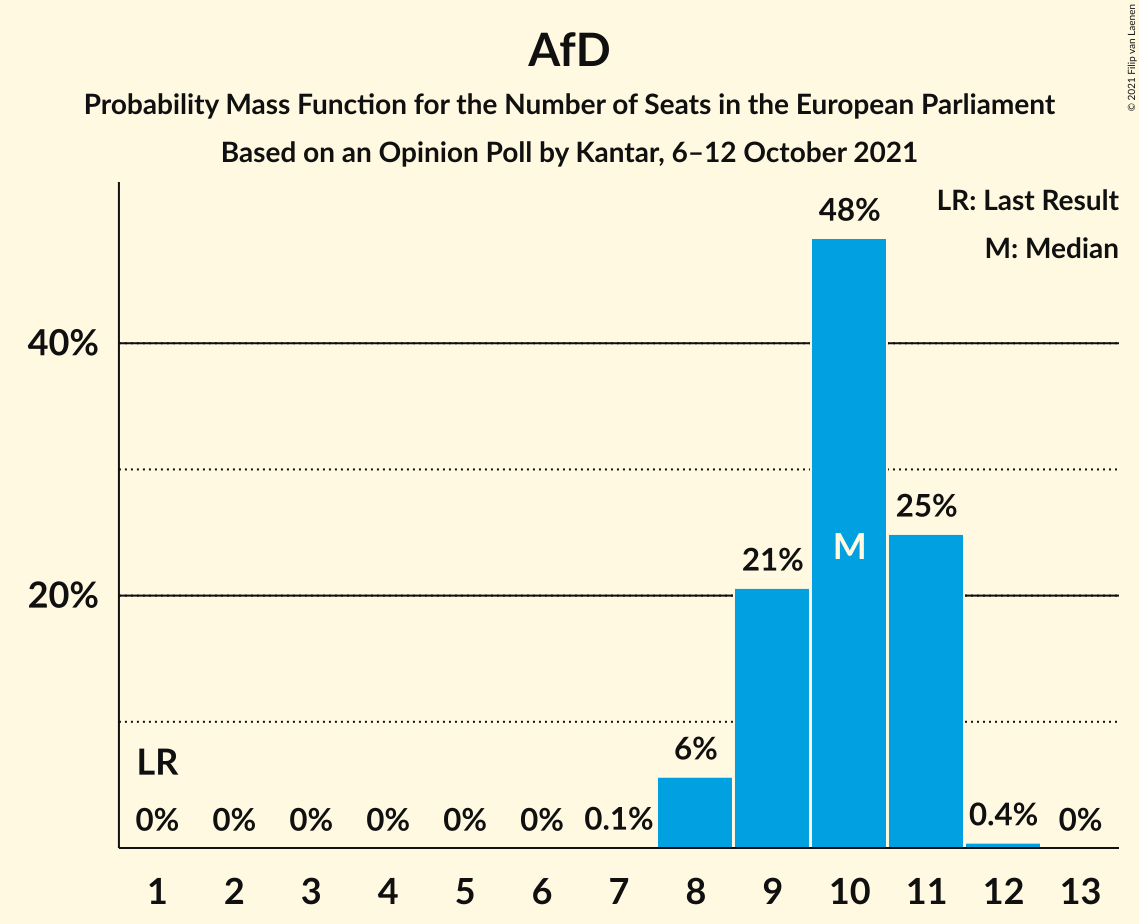 AfD
Probability Mass Function for the Number of Seats in the European Parliament
Based on an Opinion Poll by Kantar, 6–12 October 2021
© 2021 Filip van Laenen
LR: Last Result
M: Median
48%
40%
25%
M
21%
20%
6%
LR
0% 0% 0% 0% 0% 0% 0.1% 0.4% 0%
1 2 3 4 5 6 7 8 9 10 11 12 13